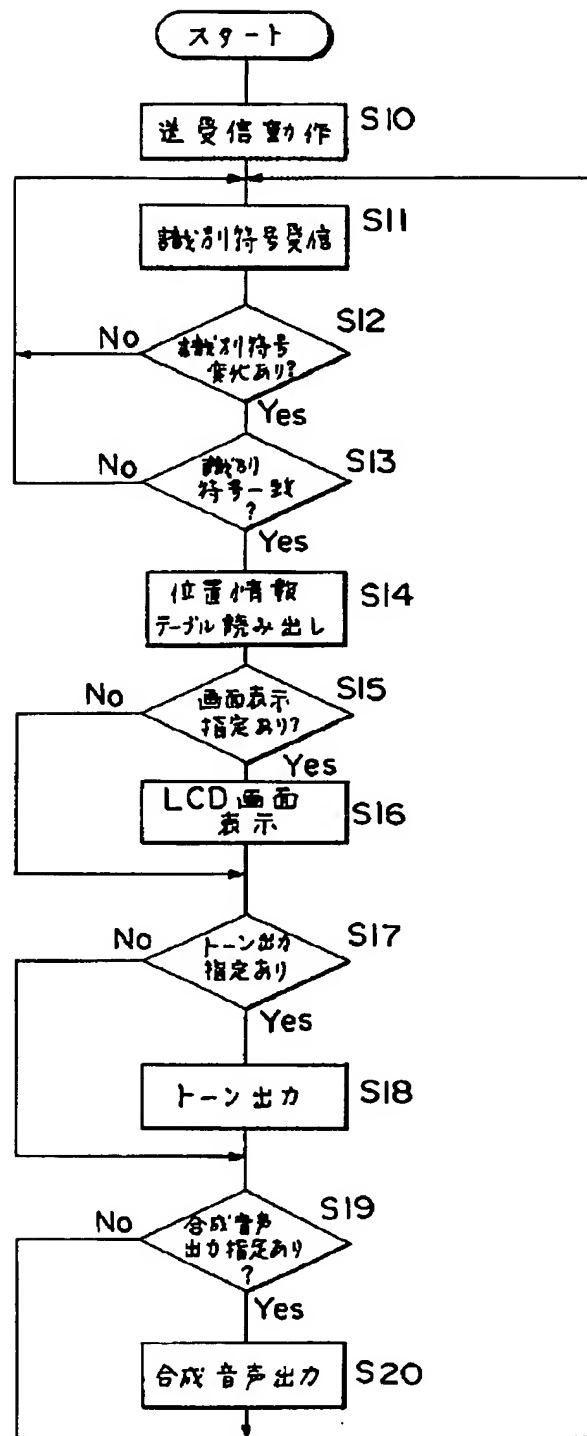 スタート
送受信動作
S10
識別符号受信
S11
No
識別符号
変化あり?
S12
Yes
No
識別
符号一致
?
S13
Yes
位置情報
テーブル読み出し
S14
No
画面表示
指定あり?
S15
Yes
LCD画面
表示
S16
No
トーン出力
指定あり
S17
Yes
トーン出力
S18
No
合成音声
出力指定あり
?
S19
Yes
合成音声出力
S20